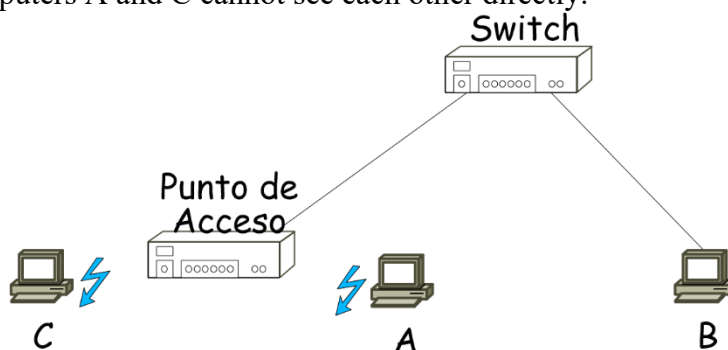 puters A and C cannot see each other directly.
Switch
Punto de
Acceso
C
A
B